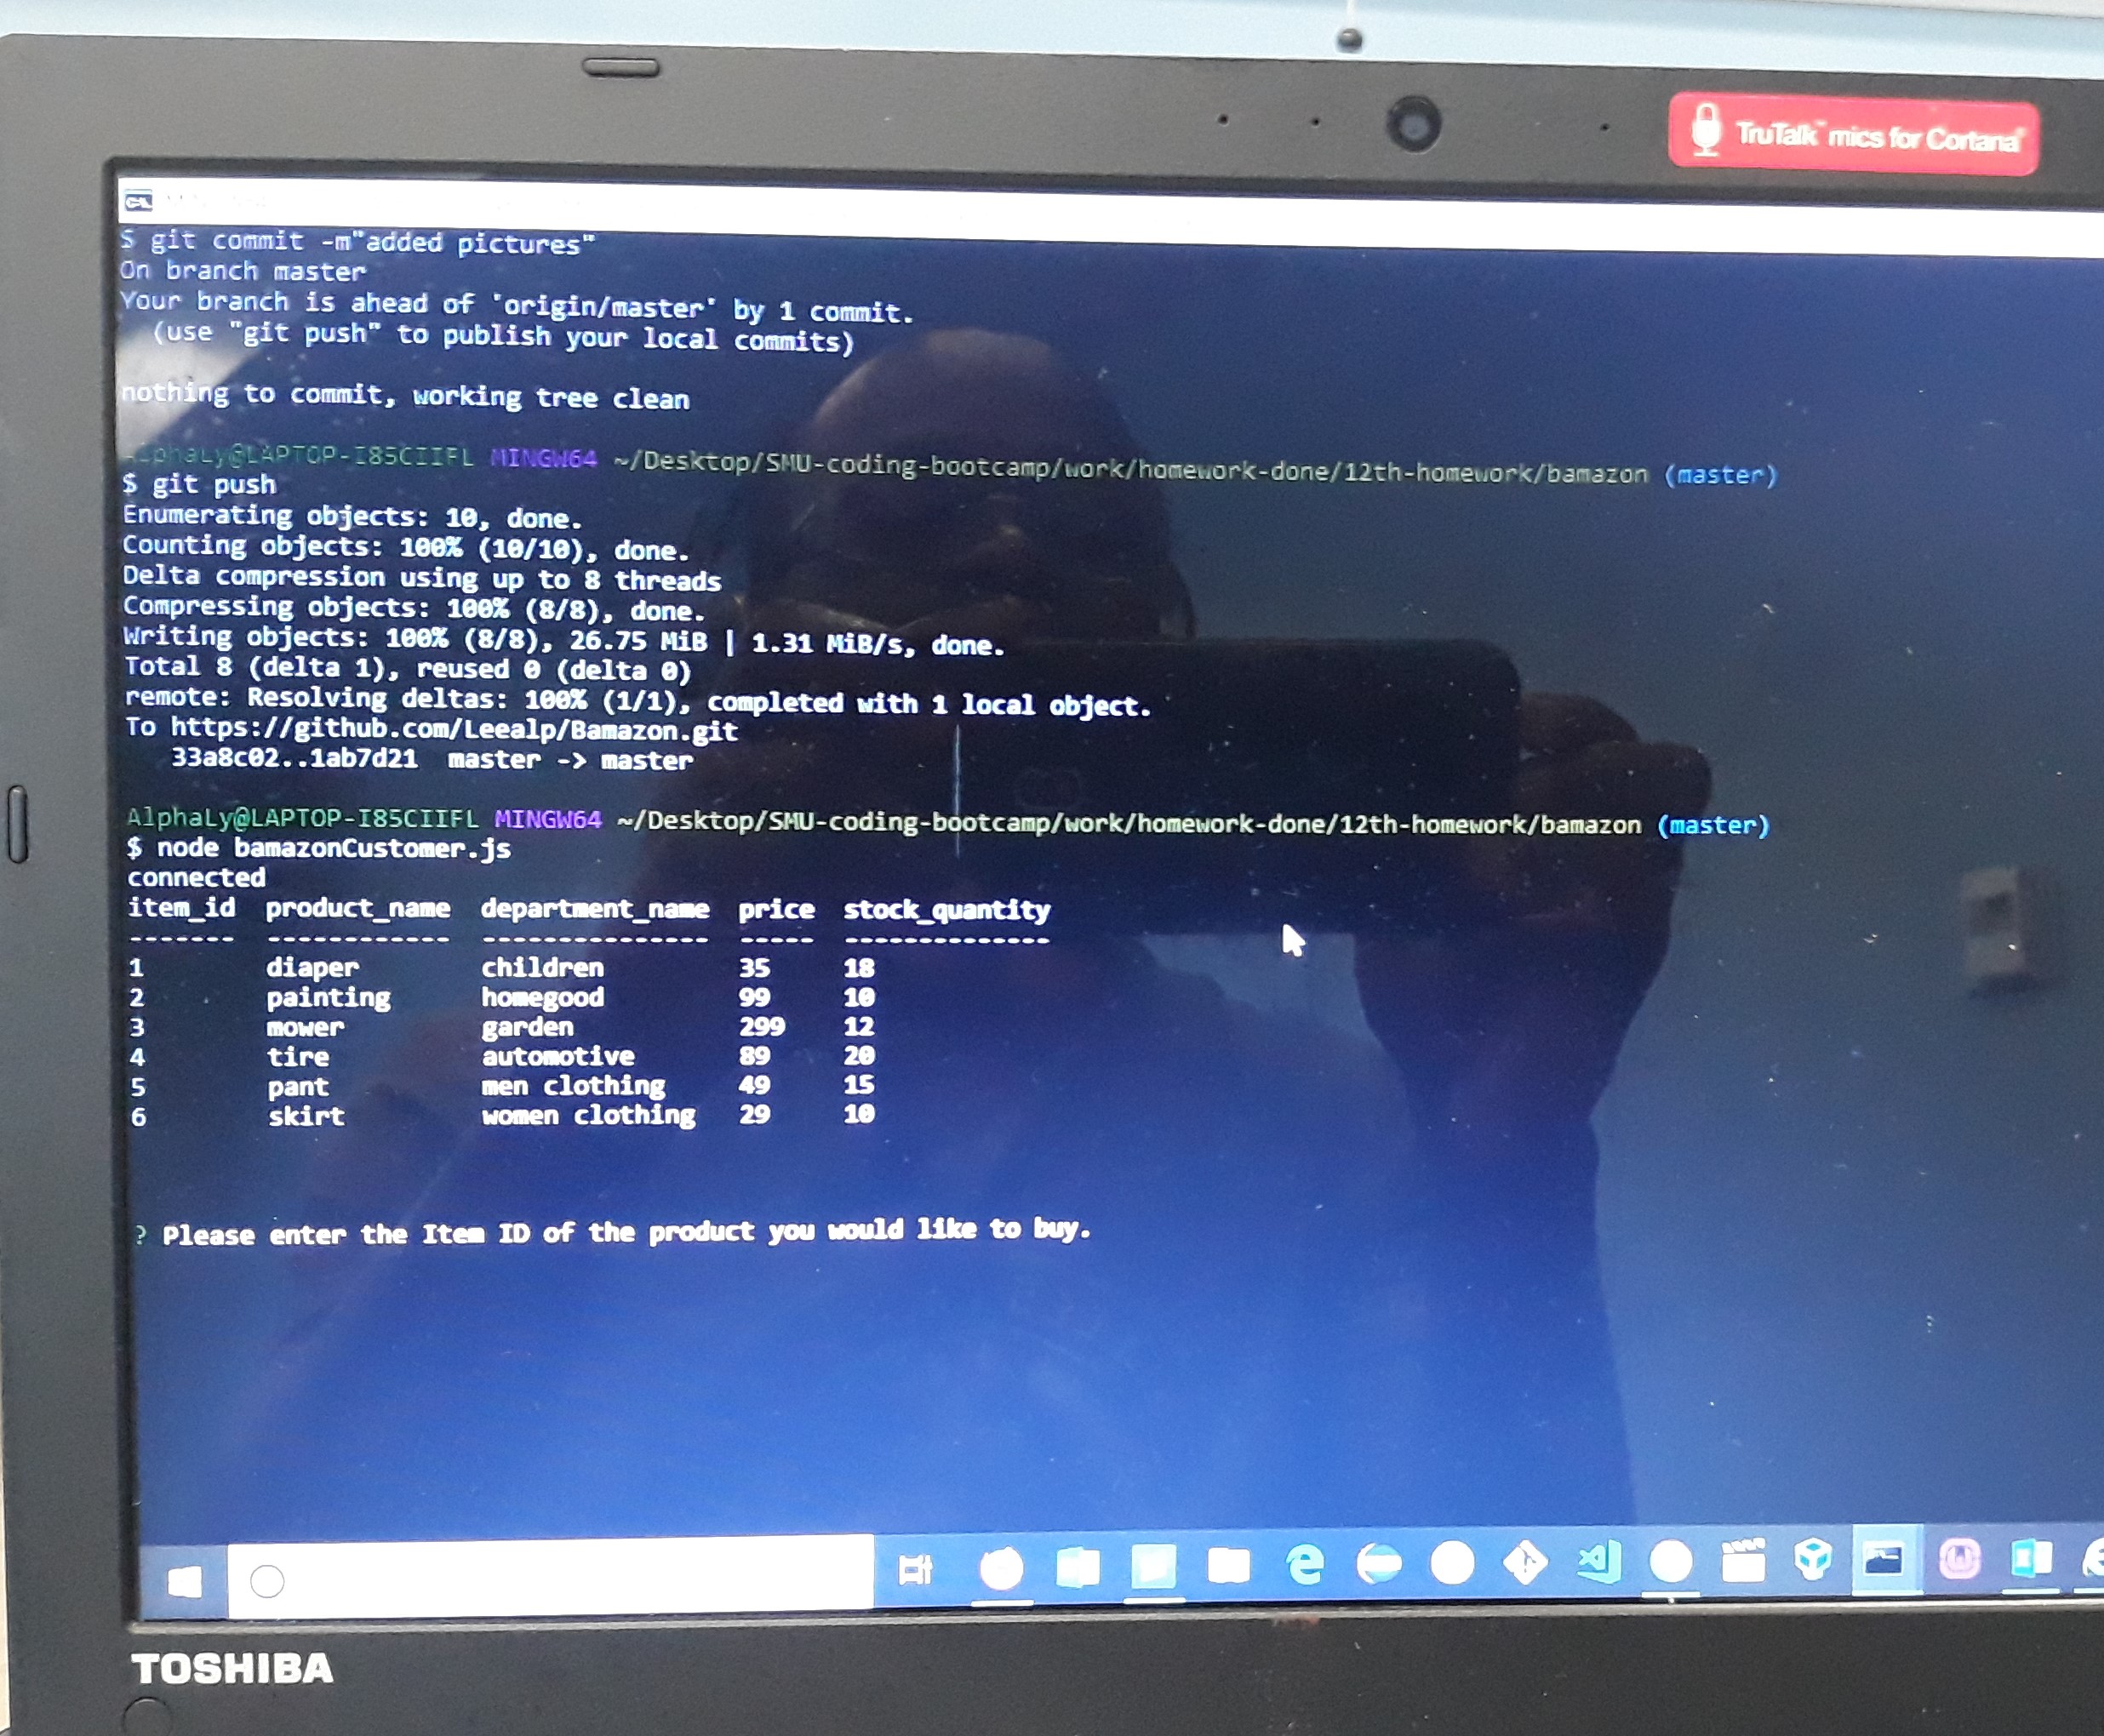 TruTalk™ mics for Cortana®
$ git commit -m"added pictures"
On branch master
Your branch is ahead of 'origin/master' by 1 commit.
  (use "git push" to publish your local commits)
nothing to commit, working tree clean
AlphaLy@LAPTOP-I85CIIFL MINGW64 ~/Desktop/SMU-coding-bootcamp/work/homework-done/12th-homework/bamazon (master)
$ git push
Enumerating objects: 10, done.
Counting objects: 100% (10/10), done.
Delta compression using up to 8 threads
Compressing objects: 100% (8/8), done.
Writing objects: 100% (8/8), 26.75 MiB | 1.31 MiB/s, done.
Total 8 (delta 1), reused 0 (delta 0)
remote: Resolving deltas: 100% (1/1), completed with 1 local object.
To https://github.com/Leealp/Bamazon.git
   33a8c02..1ab7d21  master -> master
AlphaLy@LAPTOP-I85CIIFL MINGW64 ~/Desktop/SMU-coding-bootcamp/work/homework-done/12th-homework/bamazon (master)
$ node bamazonCustomer.js
connected
item_id  product_name  department_name  price  stock_quantity
-------  ------------  ---------------  -----  --------------
1        diaper        children         35     18
2        painting      homegood         99     10
3        mower         garden           299    12
4        tire          automotive       89     20
5        pant          men clothing     49     15
6        skirt         women clothing   29     10
? Please enter the Item ID of the product you would like to buy.
TOSHIBA